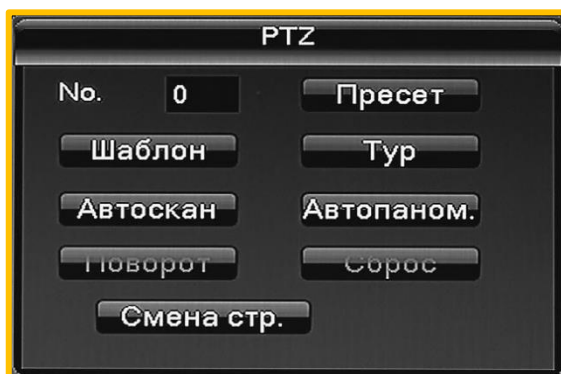 PTZ
No. 0 Пресет
Шаблон Тур
Автоскан Автопаном.
Поворот Сброс
Смена стр.